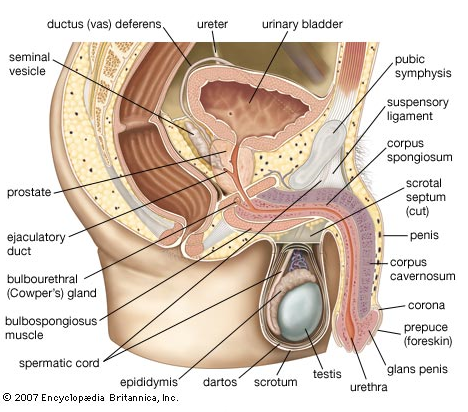 ductus (vas) deferens
ureter
urinary bladder
seminal
vesicle
pubic
symphysis
suspensory
ligament
corpus
spongiosum
prostate
scrotal
septum
(cut)
ejaculatory
duct
penis
corpus
cavernosum
bulbourethral
(Cowper's) gland
corona
bulbospongiosus
muscle
prepuce
(foreskin)
spermatic cord
glans penis
epididymis
dartos
scrotum
testis
urethra
© 2007 Encyclopædia Britannica, Inc.